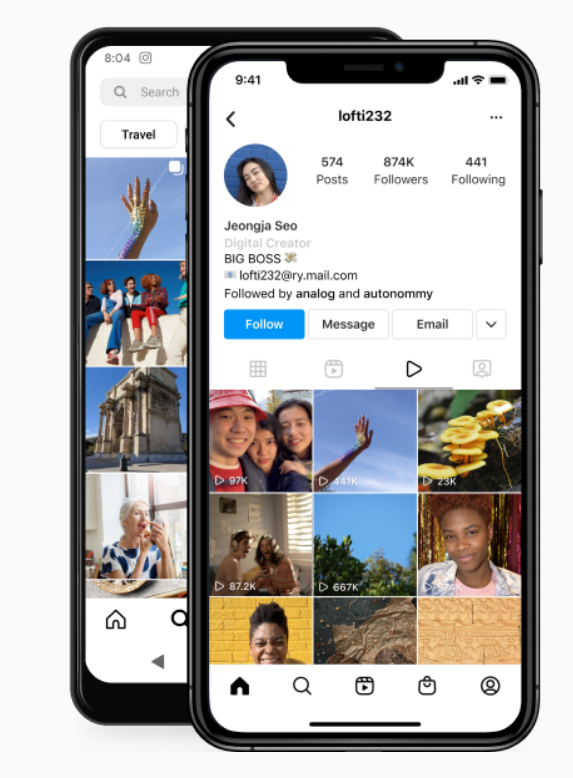 8:04
Search
Travel
9:41
lofti232
574 874K 441
Posts Followers Following
Jeongja Seo
Digital Creator
BIG BOSS
lofti232@ry.mail.com
Followed by analog and autonommy
Follow Message Email
97K 441K 23K
87.2K 667K